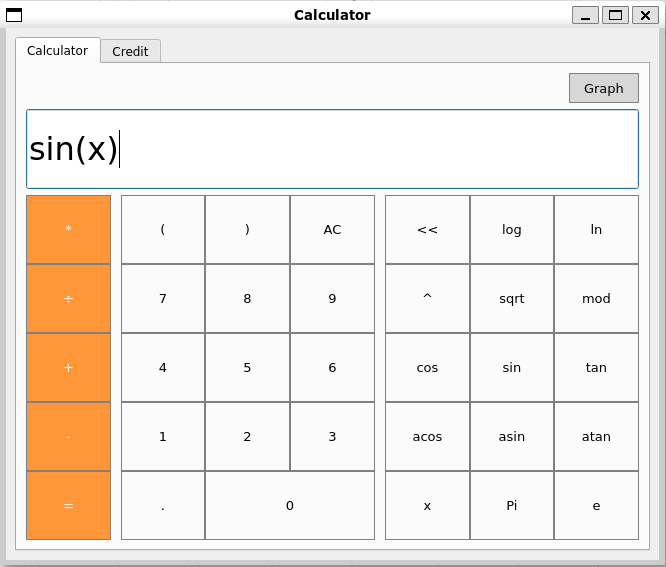 Calculator
Calculator Credit
Graph
sin(x)
* ( ) AC << log ln
÷ 7 8 9 ^ sqrt mod
+ 4 5 6 cos sin tan
- 1 2 3 acos asin atan
= . 0 x Pi e